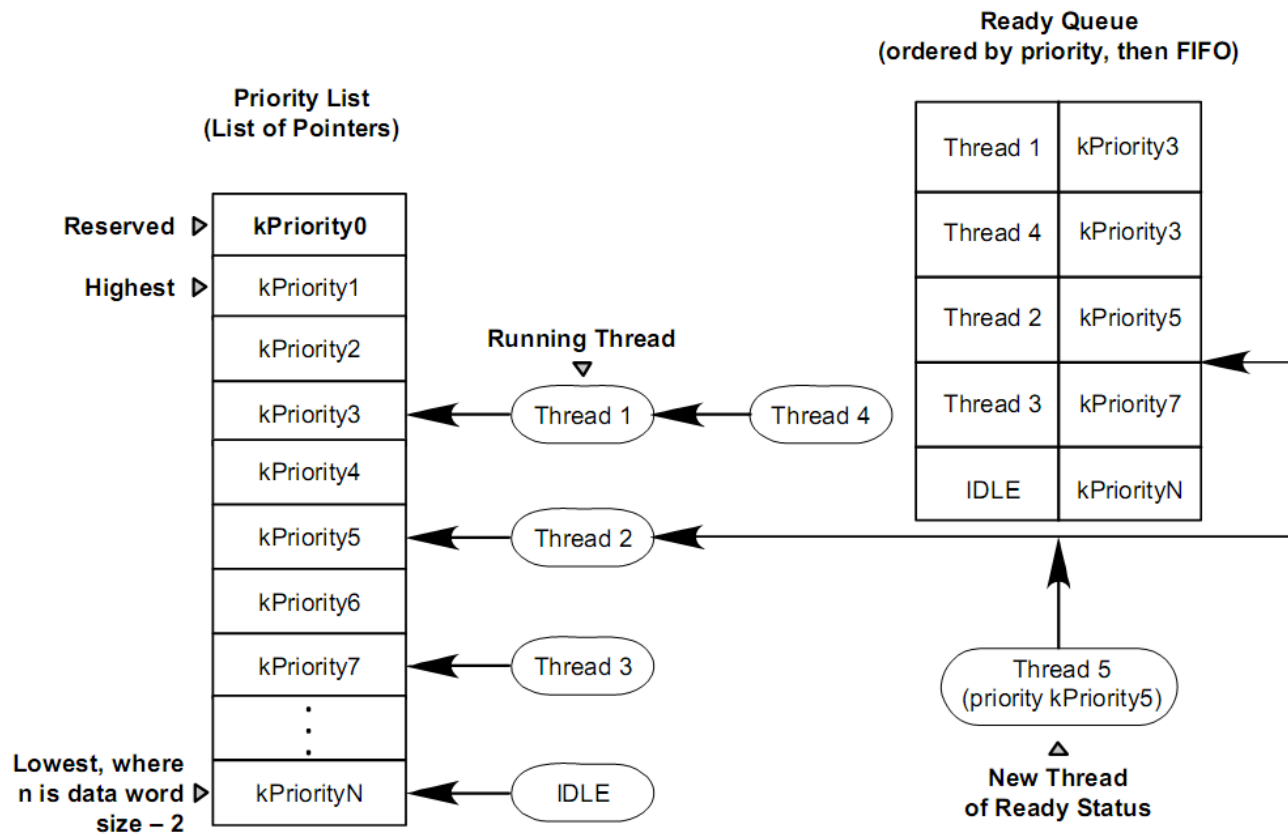 Ready Queue
(ordered by priority, then FIFO)
Priority List
(List of Pointers)
Thread 1 kPriority3
Thread 4 kPriority3
Thread 2 kPriority5
Thread 3 kPriority7
IDLE kPriorityN
Reserved kPriority0
Highest kPriority1
kPriority2
Running Thread
kPriority3 Thread 1 Thread 4
kPriority4
kPriority5 Thread 2
kPriority6
kPriority7 Thread 3
Lowest, where
n is data word
size – 2
kPriorityN IDLE
Thread 5
(priority kPriority5)
New Thread
of Ready Status